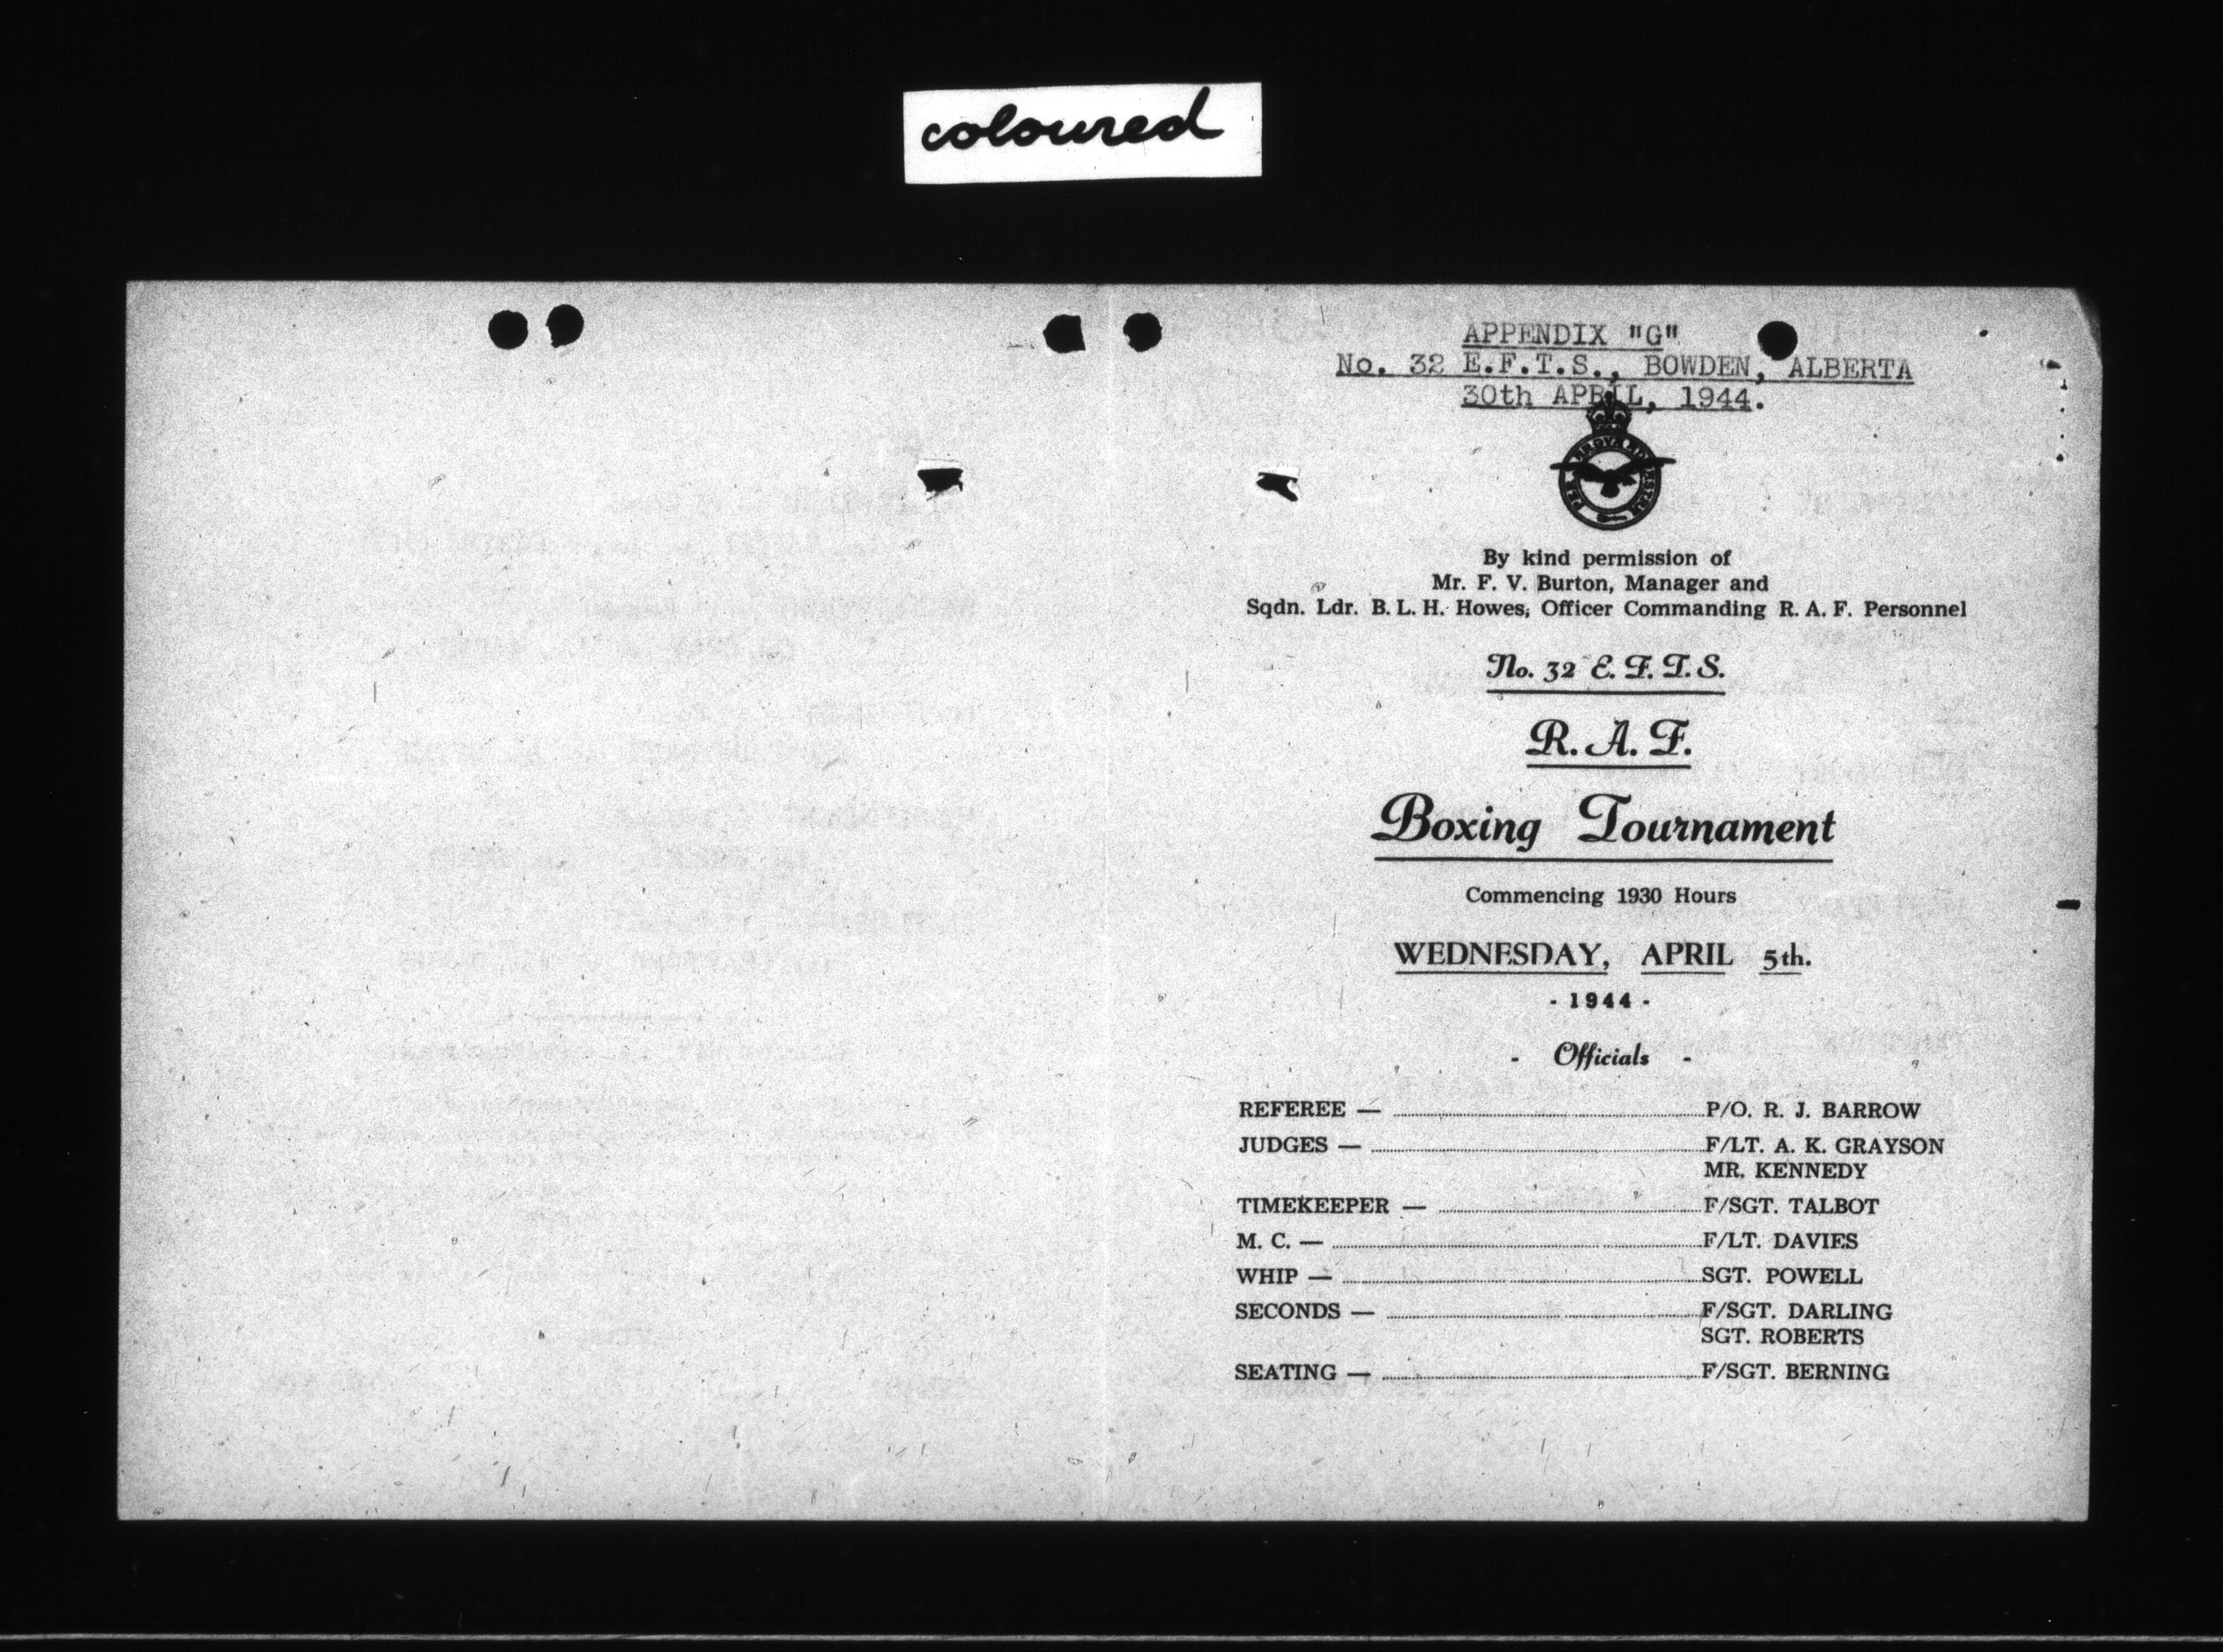 coloured
APPENDIX "G"
No. 32 E.F.T.S., BOWDEN, ALBERTA
30th APRIL, 1944.
By kind permission of
Mr. F. V. Burton, Manager and
Sqdn. Ldr. B. L. H. Howes, Officer Commanding R. A. F. Personnel
No. 32 E. F. T. S.
R. A. F.
Boxing Tournament
Commencing 1930 Hours
WEDNESDAY, APRIL 5th.
- 1944 -
- Officials -
REFEREE — P/O. R. J. BARROW
JUDGES — F/LT. A. K. GRAYSON
MR. KENNEDY
TIMEKEEPER — F/SGT. TALBOT
M. C. — F/LT. DAVIES
WHIP — SGT. POWELL
SECONDS — F/SGT. DARLING
SGT. ROBERTS
SEATING — F/SGT. BERNING